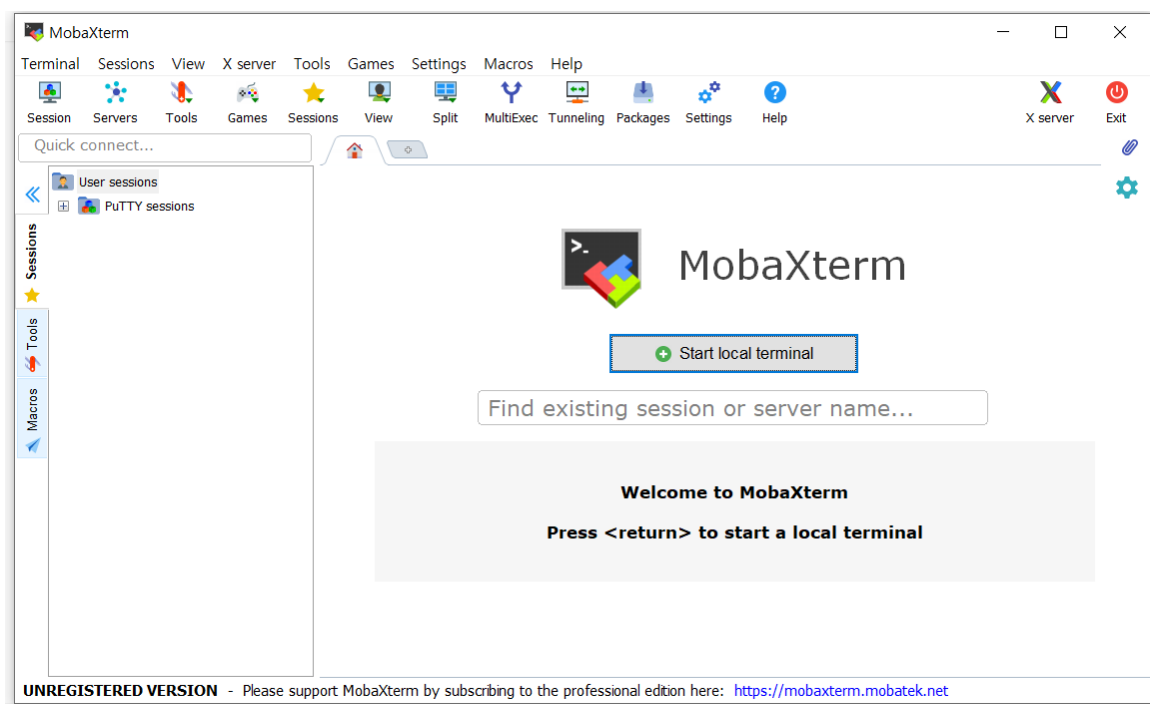 MobaXterm
Terminal Sessions View X server Tools Games Settings Macros Help
Session Servers Tools Games Sessions View Split MultiExec Tunneling Packages Settings Help X server Exit
Quick connect...
User sessions
PuTTY sessions
Sessions
Tools
Macros
>_
MobaXterm
Start local terminal
Find existing session or server name...
Welcome to MobaXterm
Press <return> to start a local terminal
UNREGISTERED VERSION - Please support MobaXterm by subscribing to the professional edition here: https://mobaxterm.mobatek.net